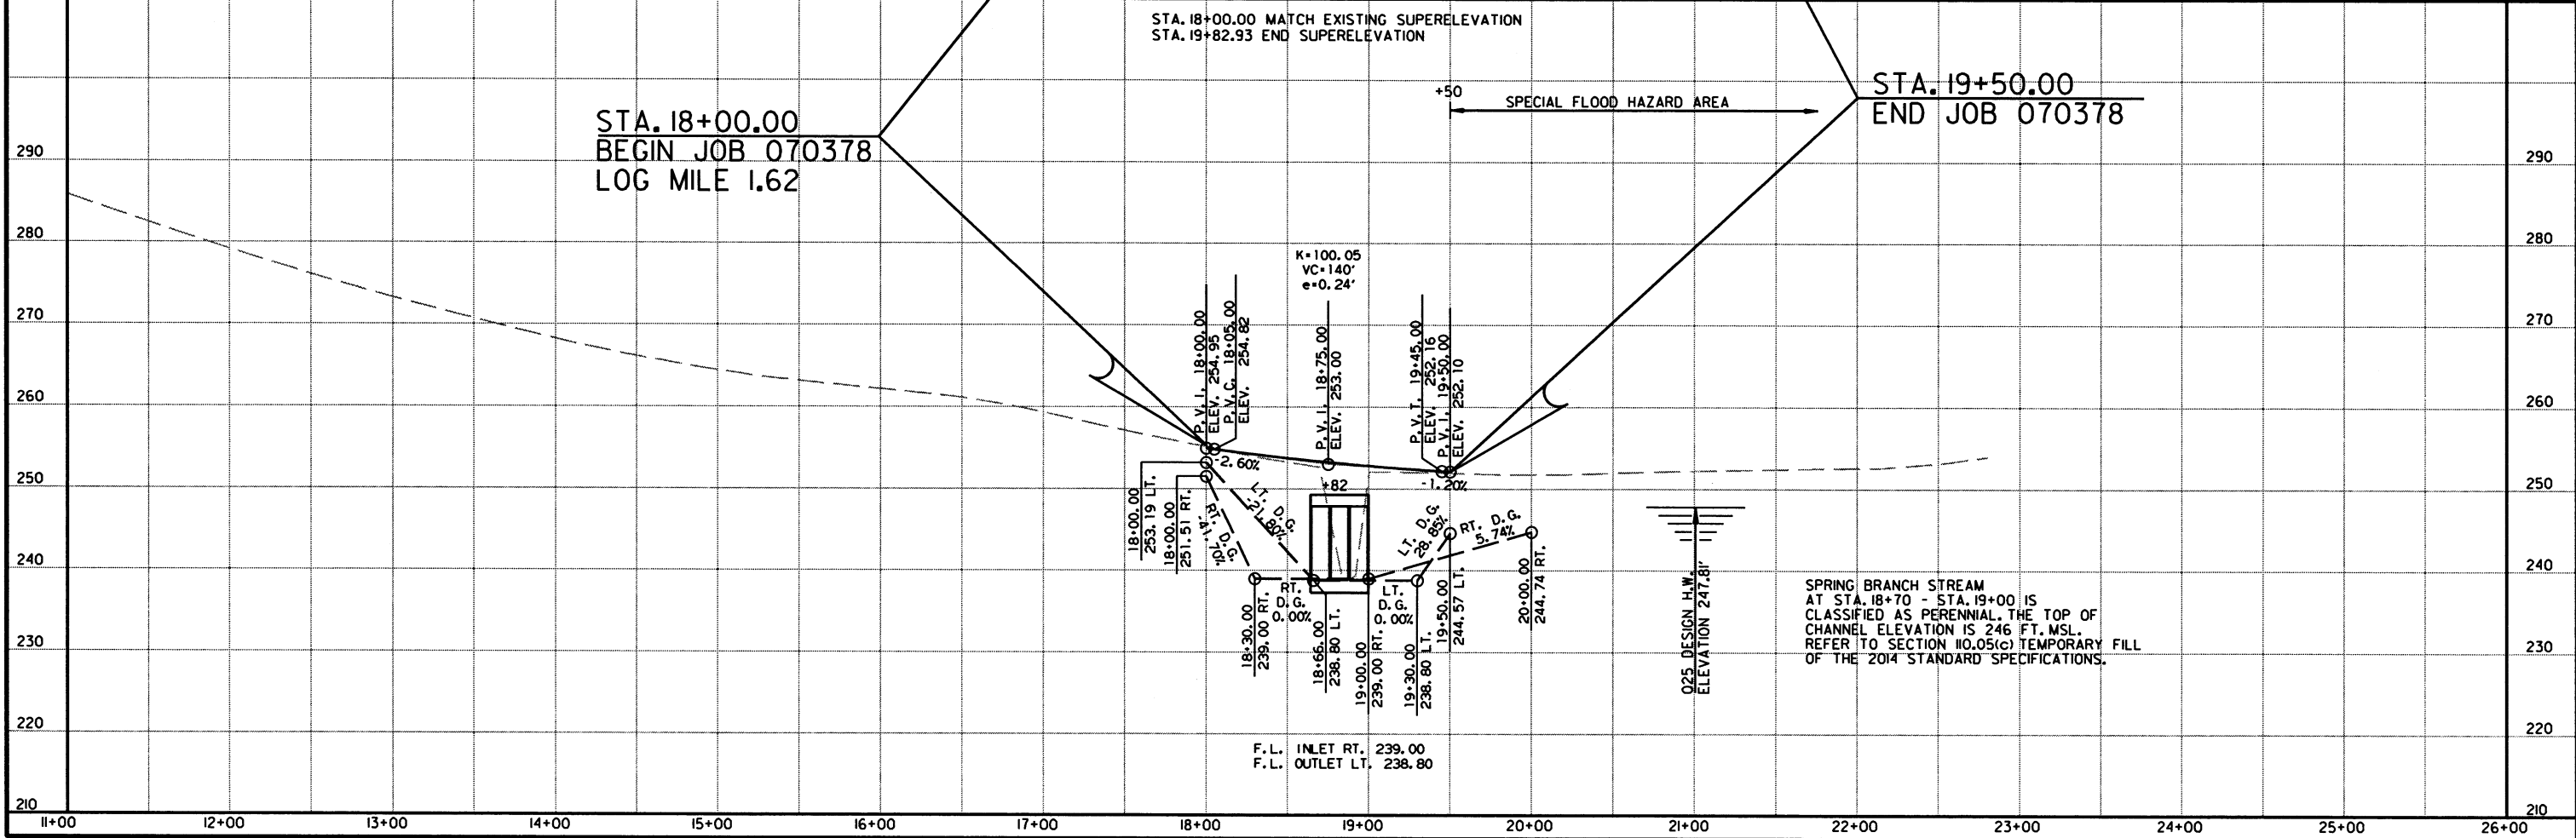 STA. 18+00.00 MATCH EXISTING SUPERELEVATION
STA. 19+82.93 END SUPERELEVATION
STA. 18+00.00
BEGIN JOB 070378
LOG MILE 1.62
+50
SPECIAL FLOOD HAZARD AREA
STA. 19+50.00
END JOB 070378
290
290
280
280
270
270
260
260
250
250
240
240
230
230
220
220
210
210
K=100.05
VC=140'
e=0.24'
P.V.I. 18+00.00
ELEV. 254.95
P.V.C. 18+05.00
ELEV. 254.82
P.V.I. 18+75.00
ELEV. 253.00
P.V.T. 19+45.00
ELEV. 252.16
P.V.I. 19+50.00
ELEV. 252.10
-2.60%
-1.20%
+82
18+00.00
253.19 LT.
18+00.00
251.51 RT.
RT. D.G.
-41.70%
LT. D.G.
-21.80%
LT. D.G.
28.85%
RT. D.G.
5.74%
RT.
D.G.
0.00%
LT.
D.G.
0.00%
18+30.00
239.00 RT.
18+66.00
238.80 LT.
19+00.00
239.00 RT.
19+30.00
238.80 LT.
19+50.00
244.57 LT.
20+00.00
244.74 RT.
Q25 DESIGN H.W.
ELEVATION 247.81'
SPRING BRANCH STREAM
AT STA. 18+70 - STA. 19+00 IS
CLASSIFIED AS PERENNIAL. THE TOP OF
CHANNEL ELEVATION IS 246 FT. MSL.
REFER TO SECTION 110.05(c) TEMPORARY FILL
OF THE 2014 STANDARD SPECIFICATIONS.
F.L. INLET RT. 239.00
F.L. OUTLET LT. 238.80
11+00 12+00 13+00 14+00 15+00 16+00 17+00 18+00 19+00 20+00 21+00 22+00 23+00 24+00 25+00 26+00